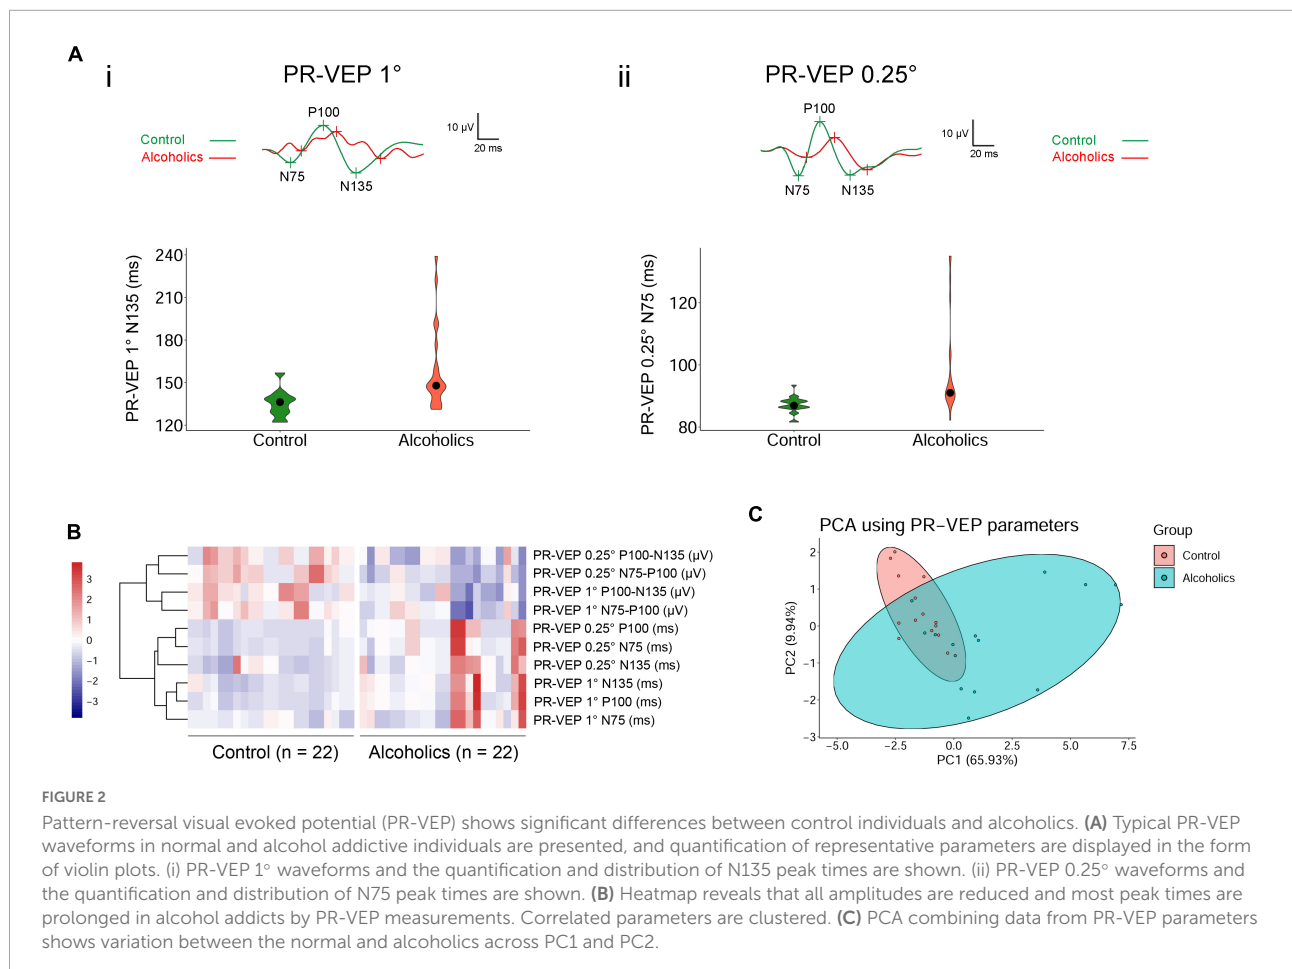 A
i
PR-VEP 1°
ii
PR-VEP 0.25°
P100
Control
Alcoholics
N75
N135
10 µV
20 ms
P100
N75
N135
10 µV
20 ms
Control
Alcoholics
PR-VEP 1° N135 (ms)
240
210
180
150
120
Control
Alcoholics
PR-VEP 0.25° N75 (ms)
120
100
80
Control
Alcoholics
B
3
2
1
0
−1
−2
−3
PR-VEP 0.25° P100-N135 (µV)
PR-VEP 0.25° N75-P100 (µV)
PR-VEP 1° P100-N135 (µV)
PR-VEP 1° N75-P100 (µV)
PR-VEP 0.25° P100 (ms)
PR-VEP 0.25° N75 (ms)
PR-VEP 0.25° N135 (ms)
PR-VEP 1° N135 (ms)
PR-VEP 1° P100 (ms)
PR-VEP 1° N75 (ms)
Control (n = 22)
Alcoholics (n = 22)
C
PCA using PR−VEP parameters
PC2 (9.94%)
2
1
0
−1
−2
−3
−5.0
−2.5
0.0
2.5
5.0
7.5
PC1 (65.93%)
Group
Control
Alcoholics
FIGURE 2
Pattern-reversal visual evoked potential (PR-VEP) shows significant differences between control individuals and alcoholics. (A) Typical PR-VEP
waveforms in normal and alcohol addictive individuals are presented, and quantification of representative parameters are displayed in the form
of violin plots. (i) PR-VEP 1° waveforms and the quantification and distribution of N135 peak times are shown. (ii) PR-VEP 0.25° waveforms and
the quantification and distribution of N75 peak times are shown. (B) Heatmap reveals that all amplitudes are reduced and most peak times are
prolonged in alcohol addicts by PR-VEP measurements. Correlated parameters are clustered. (C) PCA combining data from PR-VEP parameters
shows variation between the normal and alcoholics across PC1 and PC2.